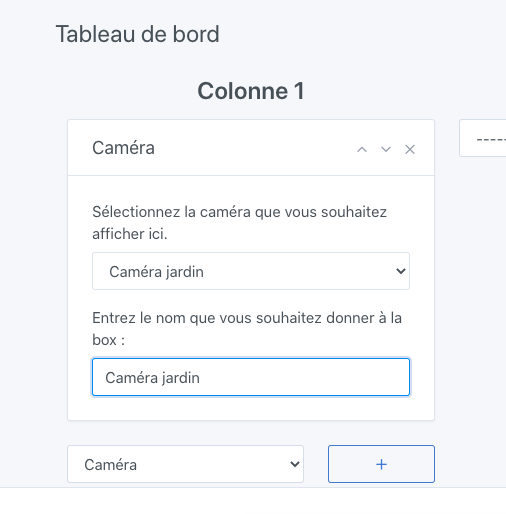 Tableau de bord
Colonne 1
Caméra
-----
Sélectionnez la caméra que vous souhaitez
afficher ici.
Caméra jardin
Entrez le nom que vous souhaitez donner à la
box :
Caméra jardin
Caméra
+